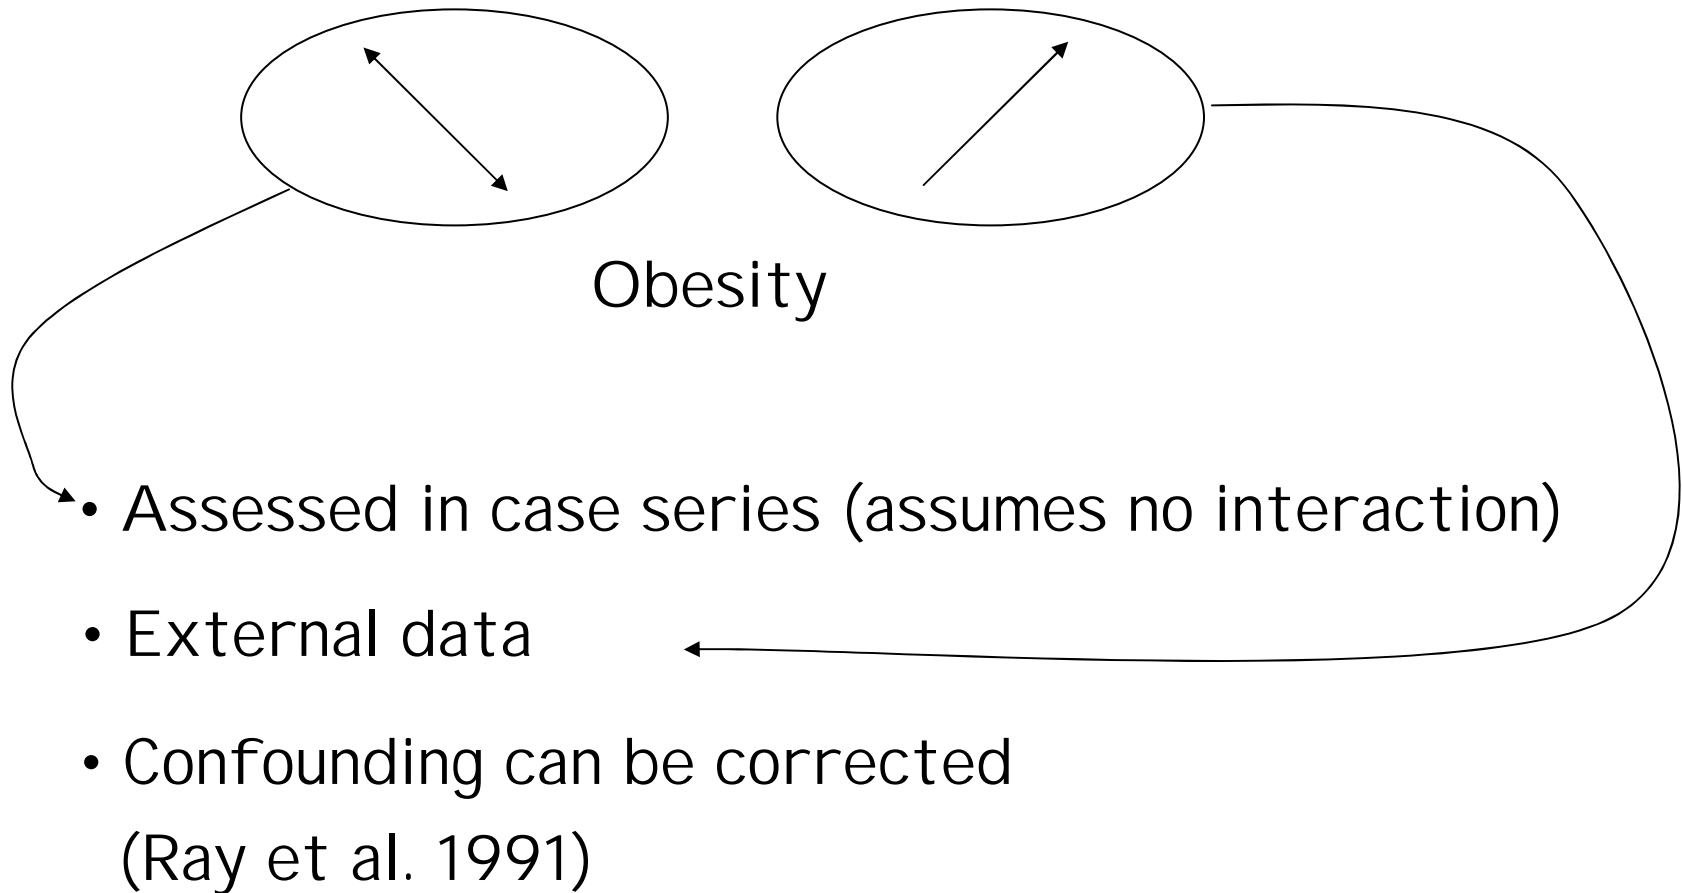 Obesity
• Assessed in case series (assumes no interaction)
• External data
• Confounding can be corrected
(Ray et al. 1991)